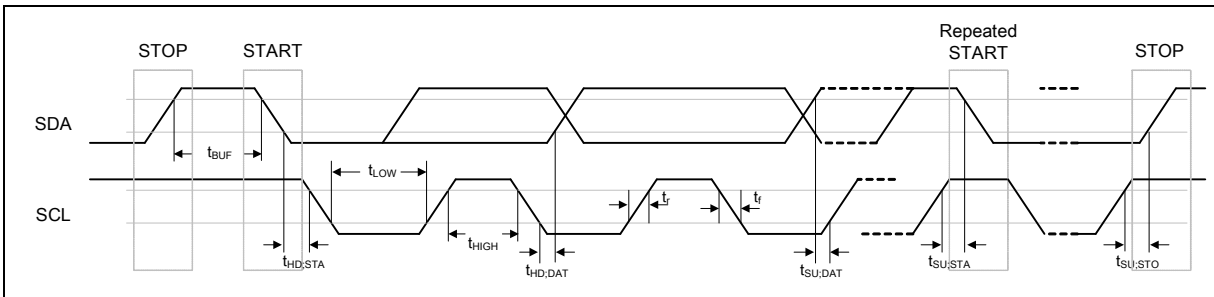 Repeated
STOP START START STOP
SDA
tBUF
tLOW
SCL
tr tf
tHIGH
tHD;STA tHD;DAT tSU;DAT tSU;STA tSU;STO